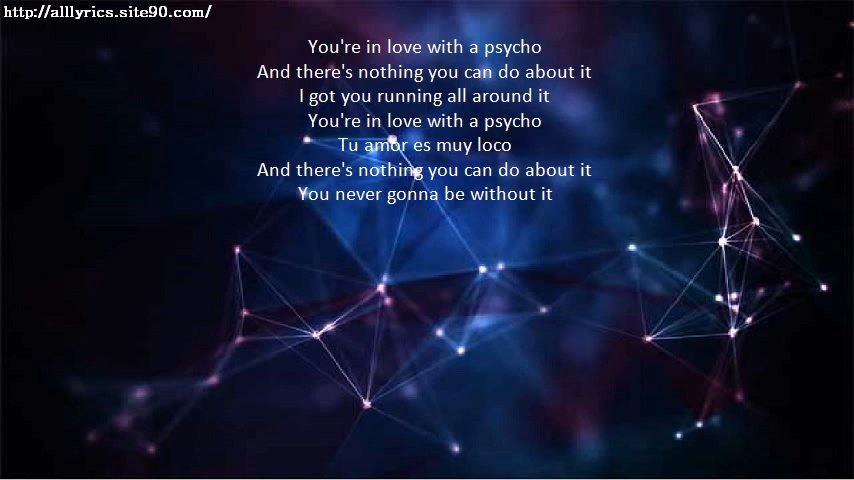 http://alllyrics.site90.com/
You're in love with a psycho
And there's nothing you can do about it
I got you running all around it
You're in love with a psycho
Tu amor es muy loco
And there's nothing you can do about it
You never gonna be without it